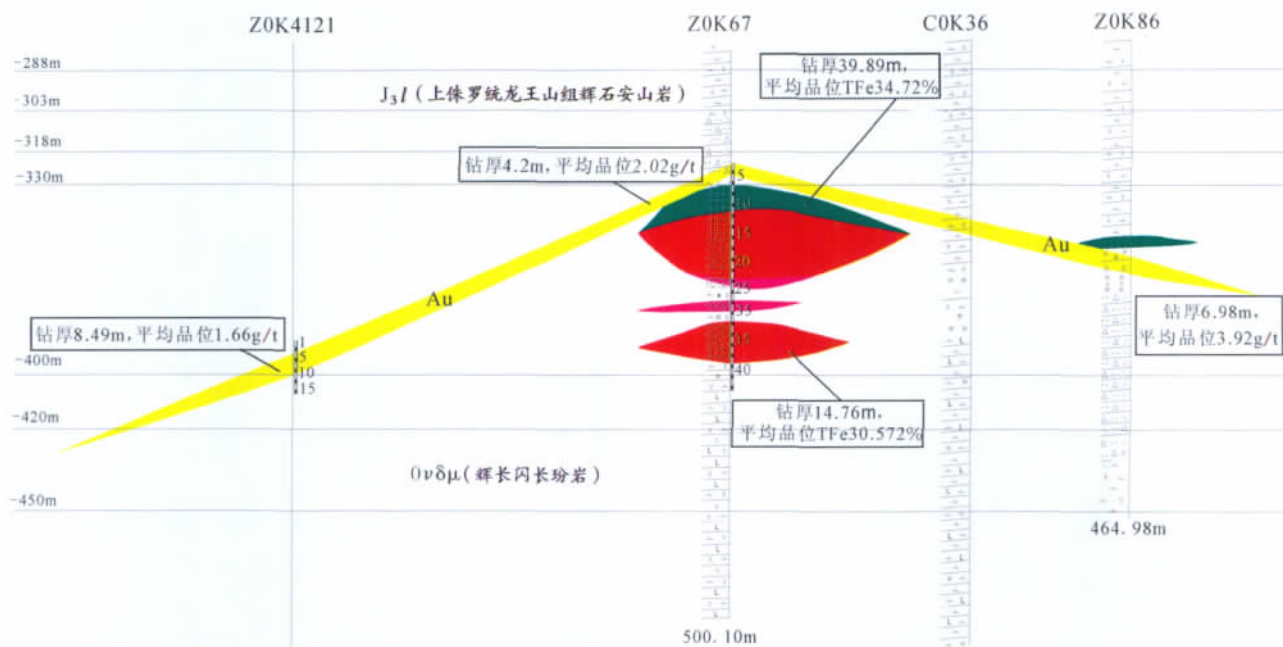 Z0K4121
Z0K67
C0K36
Z0K86
-288m
-303m
-318m
-330m
-400m
-420m
-450m
J₃l（上侏罗统龙王山组辉石安山岩）
钻厚39.89m，
平均品位TFe34.72%
钻厚4.2m，平均品位2.02g/t
5
10
15
20
25
35
35
40
Au
Au
钻厚8.49m，平均品位1.66g/t
1
5
10
15
钻厚6.98m，
平均品位3.92g/t
钻厚14.76m，
平均品位TFe30.572%
0νδμ（辉长闪长玢岩）
464.98m
500.10m